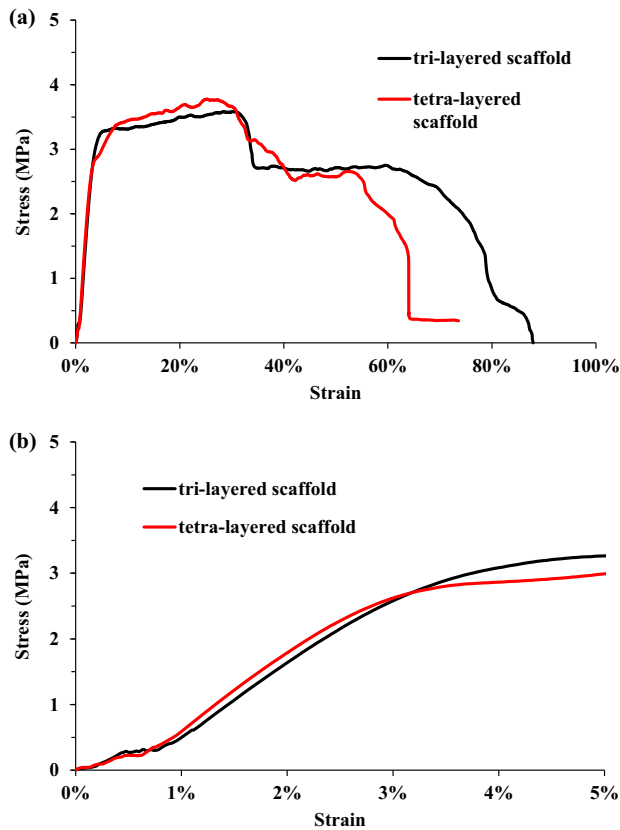 (a)
5
4
3
2
1
0
Stress (MPa)
tri-layered scaffold
tetra-layered
scaffold
0% 20% 40% 60% 80% 100%
Strain
(b)
5
4
3
2
1
0
Stress (MPa)
tri-layered scaffold
tetra-layered scaffold
0% 1% 2% 3% 4% 5%
Strain